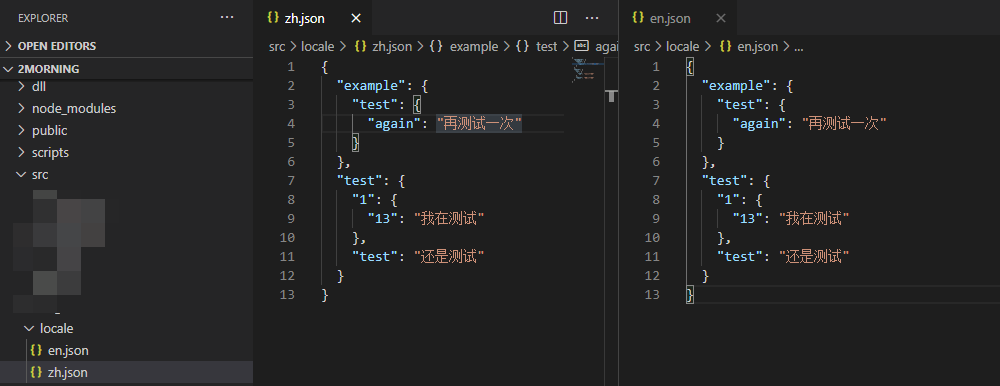 EXPLORER
OPEN EDITORS
2MORNING
dll
node_modules
public
scripts
src
locale
en.json
zh.json
zh.json
src > locale > zh.json > example > test > agai
1 {
2 "example": {
3 "test": {
4 "again": "再测试一次"
5 }
6 },
7 "test": {
8 "1": {
9 "13": "我在测试"
10 },
11 "test": "还是测试"
12 }
13 }
en.json
src > locale > en.json > ...
1 {
2 "example": {
3 "test": {
4 "again": "再测试一次"
5 }
6 },
7 "test": {
8 "1": {
9 "13": "我在测试"
10 },
11 "test": "还是测试"
12 }
13 }